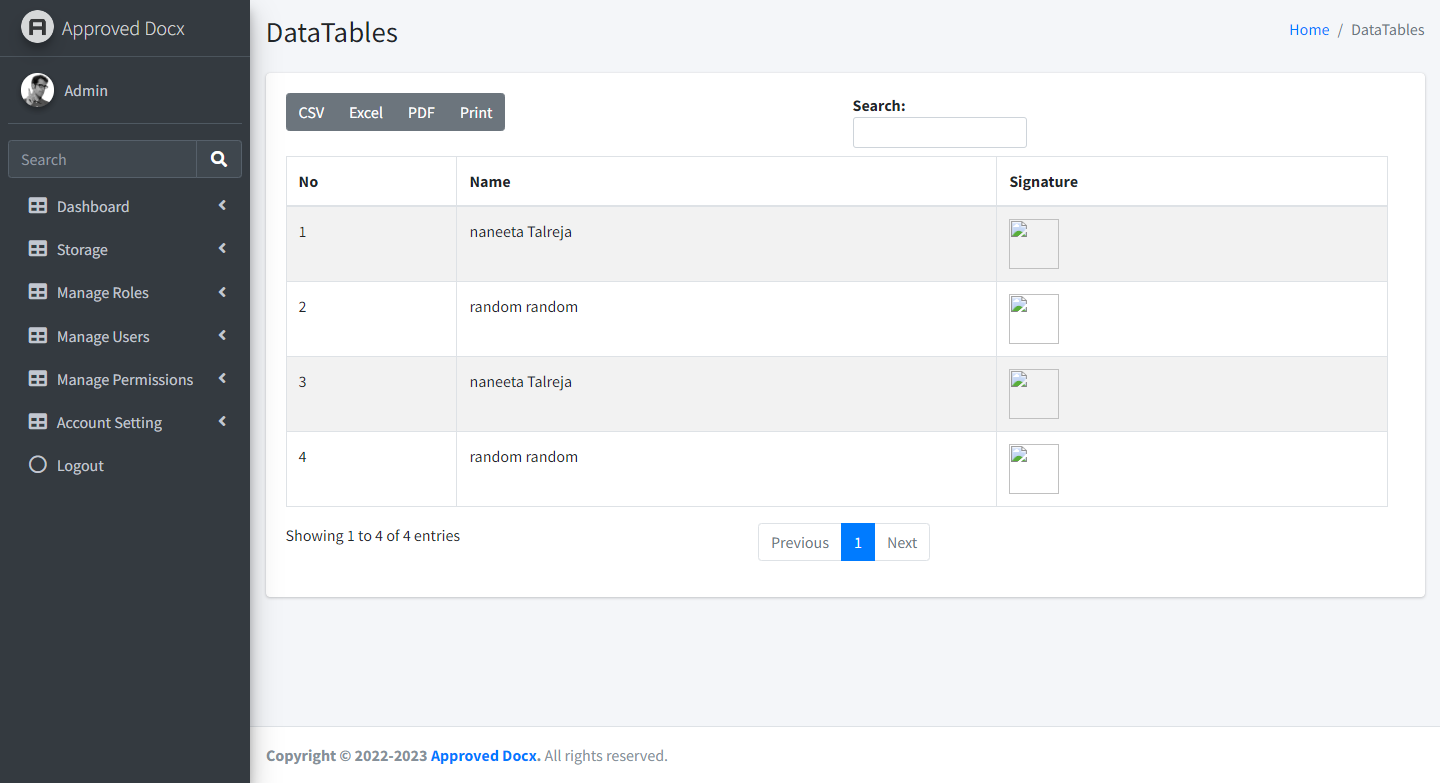 Approved Docx
Admin
Search
Dashboard
Storage
Manage Roles
Manage Users
Manage Permissions
Account Setting
Logout
DataTables
Home / DataTables
CSV Excel PDF Print
Search:
No Name Signature
1 naneeta Talreja
2 random random
3 naneeta Talreja
4 random random
Showing 1 to 4 of 4 entries
Previous 1 Next
Copyright © 2022-2023 Approved Docx. All rights reserved.